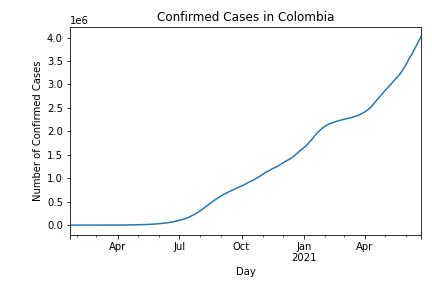 Confirmed Cases in Colombia
1e6
4.0
3.5
3.0
2.5
2.0
1.5
1.0
0.5
0.0
Number of Confirmed Cases
Apr Jul Oct Jan Apr
2021
Day